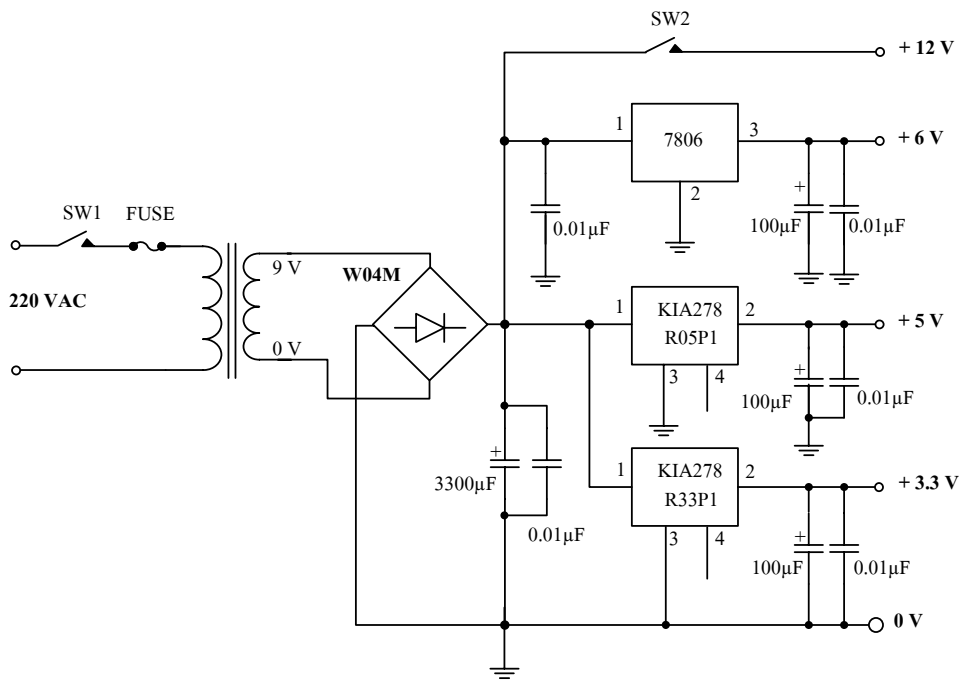 SW2
+ 12 V
1
7806
3
+ 6 V
2
+
0.01µF
100µF
0.01µF
SW1
FUSE
220 VAC
9 V
0 V
W04M
1
KIA278
R05P1
2
+ 5 V
3
4
+
100µF
0.01µF
+
3300µF
0.01µF
1
KIA278
R33P1
2
+ 3.3 V
3
4
+
100µF
0.01µF
0 V